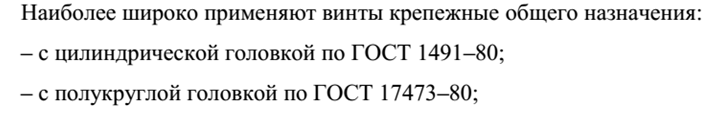 Наиболее широко применяют винты крепежные общего назначения:
– с цилиндрической головкой по ГОСТ 1491–80;
– с полукруглой головкой по ГОСТ 17473–80;